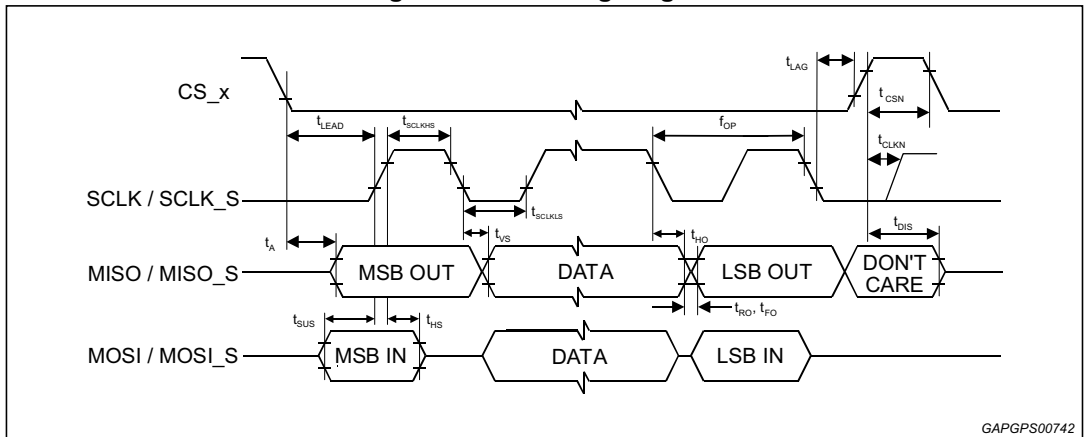 CS_x
tLAG
tCSN
tLEAD
tSCLKHS
fOP
tCLKN
SCLK / SCLK_S
tSCLKLS
tDIS
tA
tVS
tHO
MISO / MISO_S
MSB OUT
DATA
LSB OUT
DON'T
CARE
tSUS
tHS
tRO, tFO
MOSI / MOSI_S
MSB IN
DATA
LSB IN
GAPGPS00742